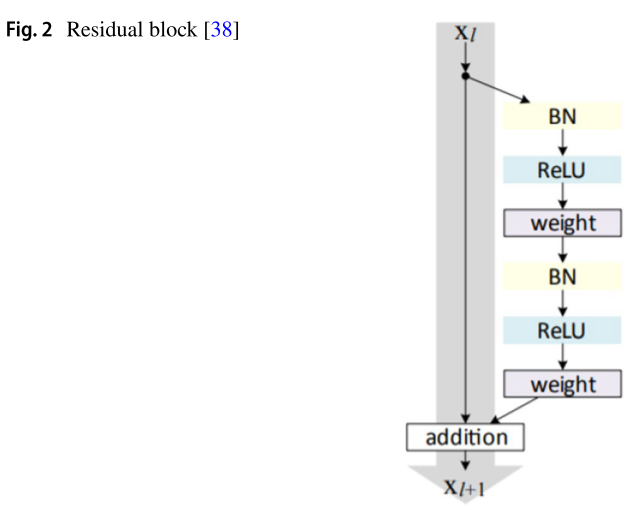 Fig. 2 Residual block [38]
xl
BN
ReLU
weight
BN
ReLU
weight
addition
xl+1